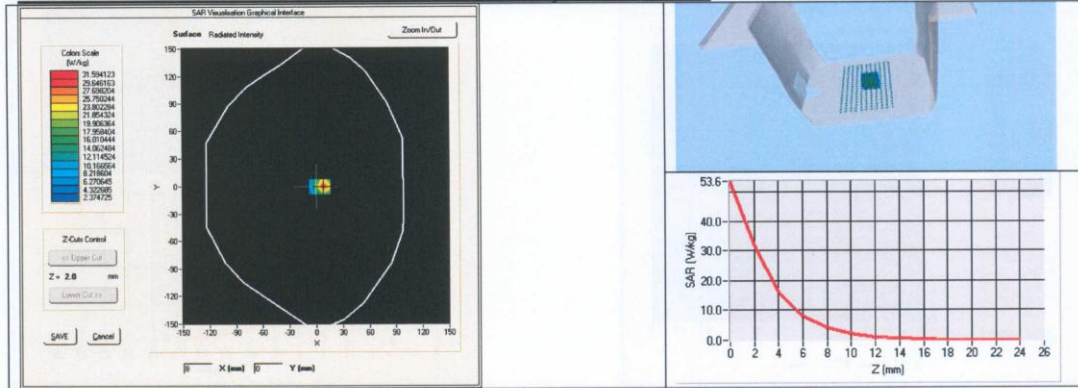 SAR Visualisation Graphical Interface
Surface Radiated Intensity
Zoom In/Out
Colors Scale
(W/kg)
31.594123
29.646163
27.698204
25.750244
23.802284
21.854324
19.906364
17.958404
16.010444
14.062484
12.114524
10.166564
8.218604
6.270645
4.322685
2.374725
Z-Cuts Control
<< Upper Cut
Z = 2.0 mm
Lower Cut >>
SAVE
Cancel
150
120
90
60
30
0
-30
-60
-90
-120
-150
Y
-150 -120 -90 -60 -30 0 30 60 90 120 150
X
X (mm) Y (mm)
53.6
40.0
30.0
20.0
10.0
0.0
SAR (W/kg)
0 2 4 6 8 10 12 14 16 18 20 22 24 26
Z (mm)